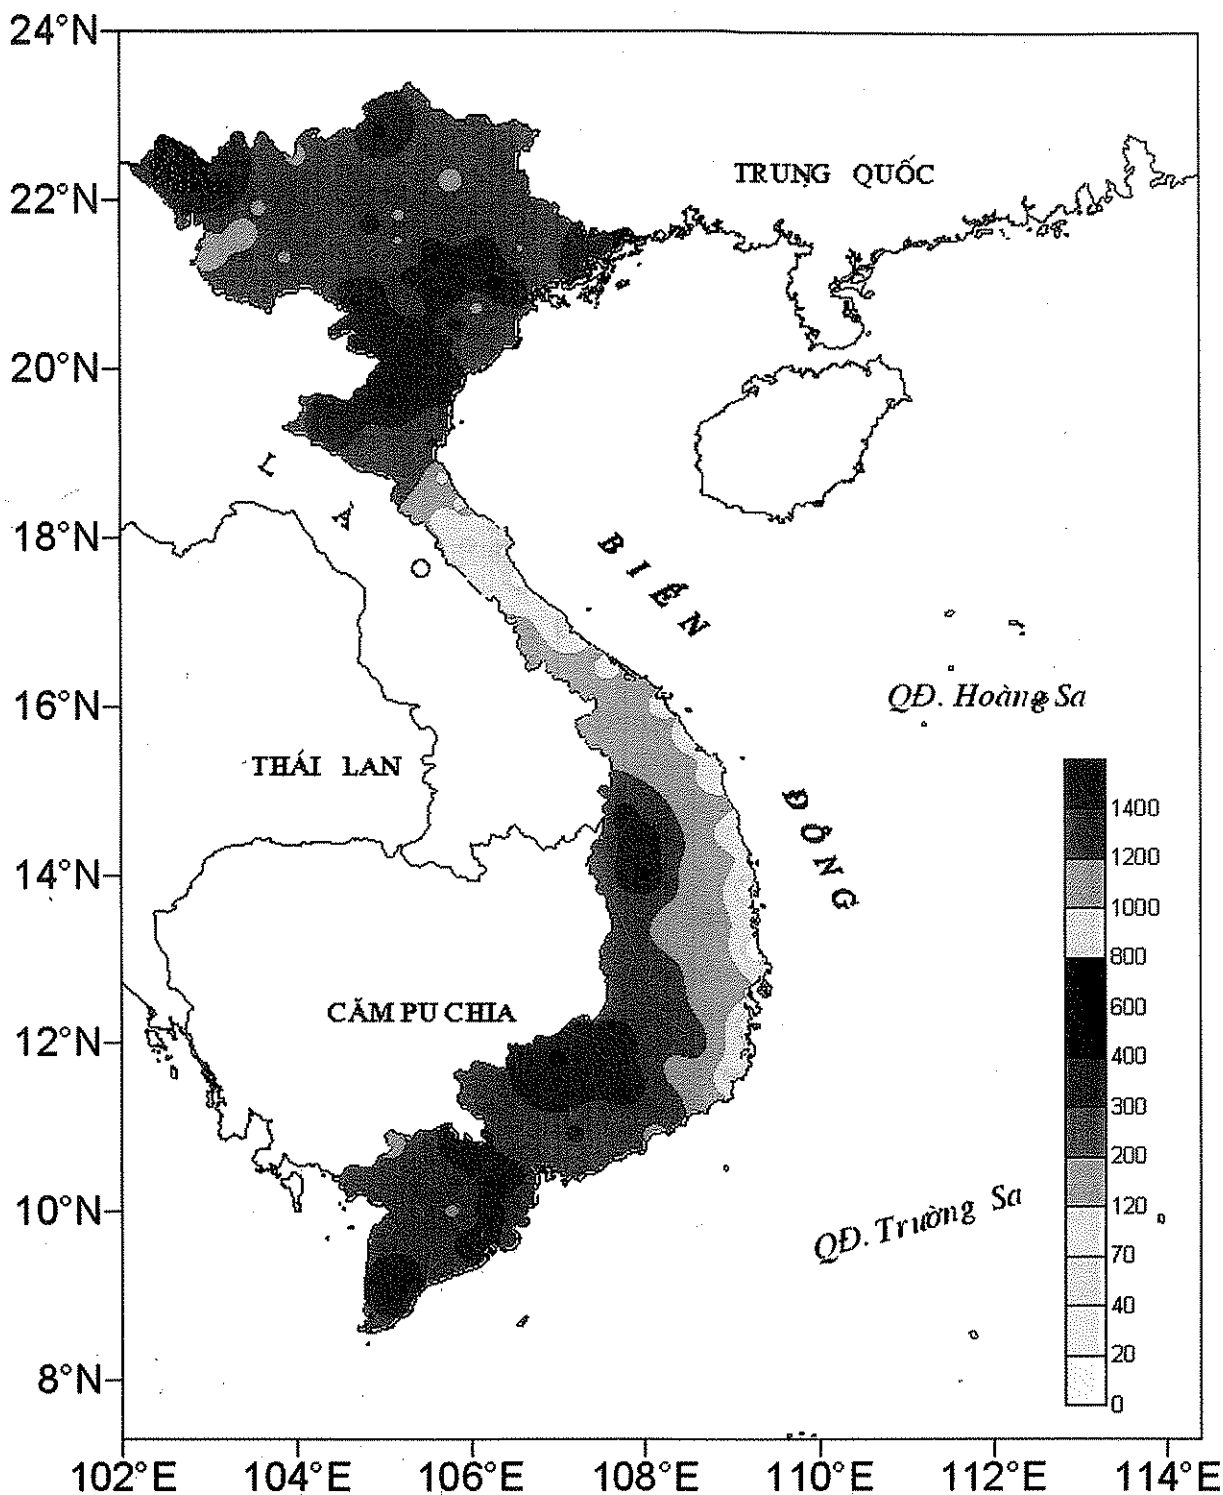 24°N
22°N
20°N
18°N
16°N
14°N
12°N
10°N
8°N
TRUNG QUỐC
L
A
O
BIỂN
ĐÔNG
QĐ. Hoàng Sa
THÁI LAN
CĂM PU CHIA
QĐ. Trường Sa
1400
1200
1000
800
600
400
300
200
120
70
40
20
0
102°E 104°E 106°E 108°E 110°E 112°E 114°E